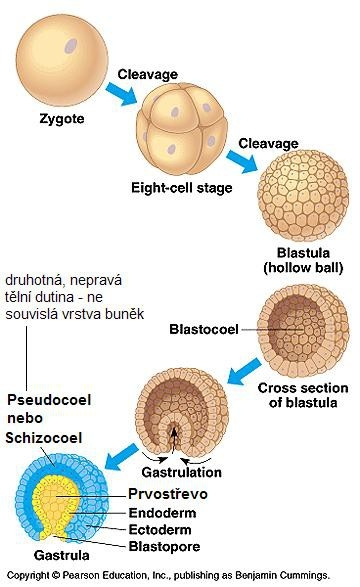 Zygote
Cleavage
Eight-cell stage
Cleavage
Blastula
(hollow ball)
druhotná, nepravá
tělní dutina - ne
souvislá vrstva buněk
Blastocoel
Cross section
of blastula
Pseudocoel
nebo
Schizocoel
Gastrulation
Prvostřevo
Endoderm
Ectoderm
Blastopore
Gastrula
Copyright © Pearson Education, Inc., publishing as Benjamin Cummings.